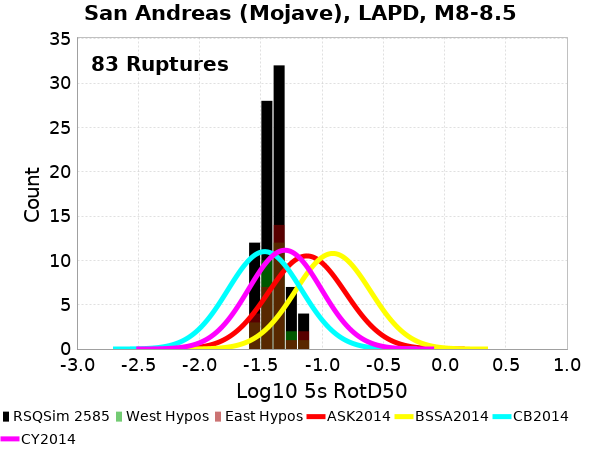 San Andreas (Mojave), LAPD, M8-8.5
83 Ruptures
35
30
25
20
15
10
5
0
Count
-3.0 -2.5 -2.0 -1.5 -1.0 -0.5 0.0 0.5 1.0
Log10 5s RotD50
RSQSim 2585 West Hypos East Hypos ASK2014 BSSA2014 CB2014
CY2014